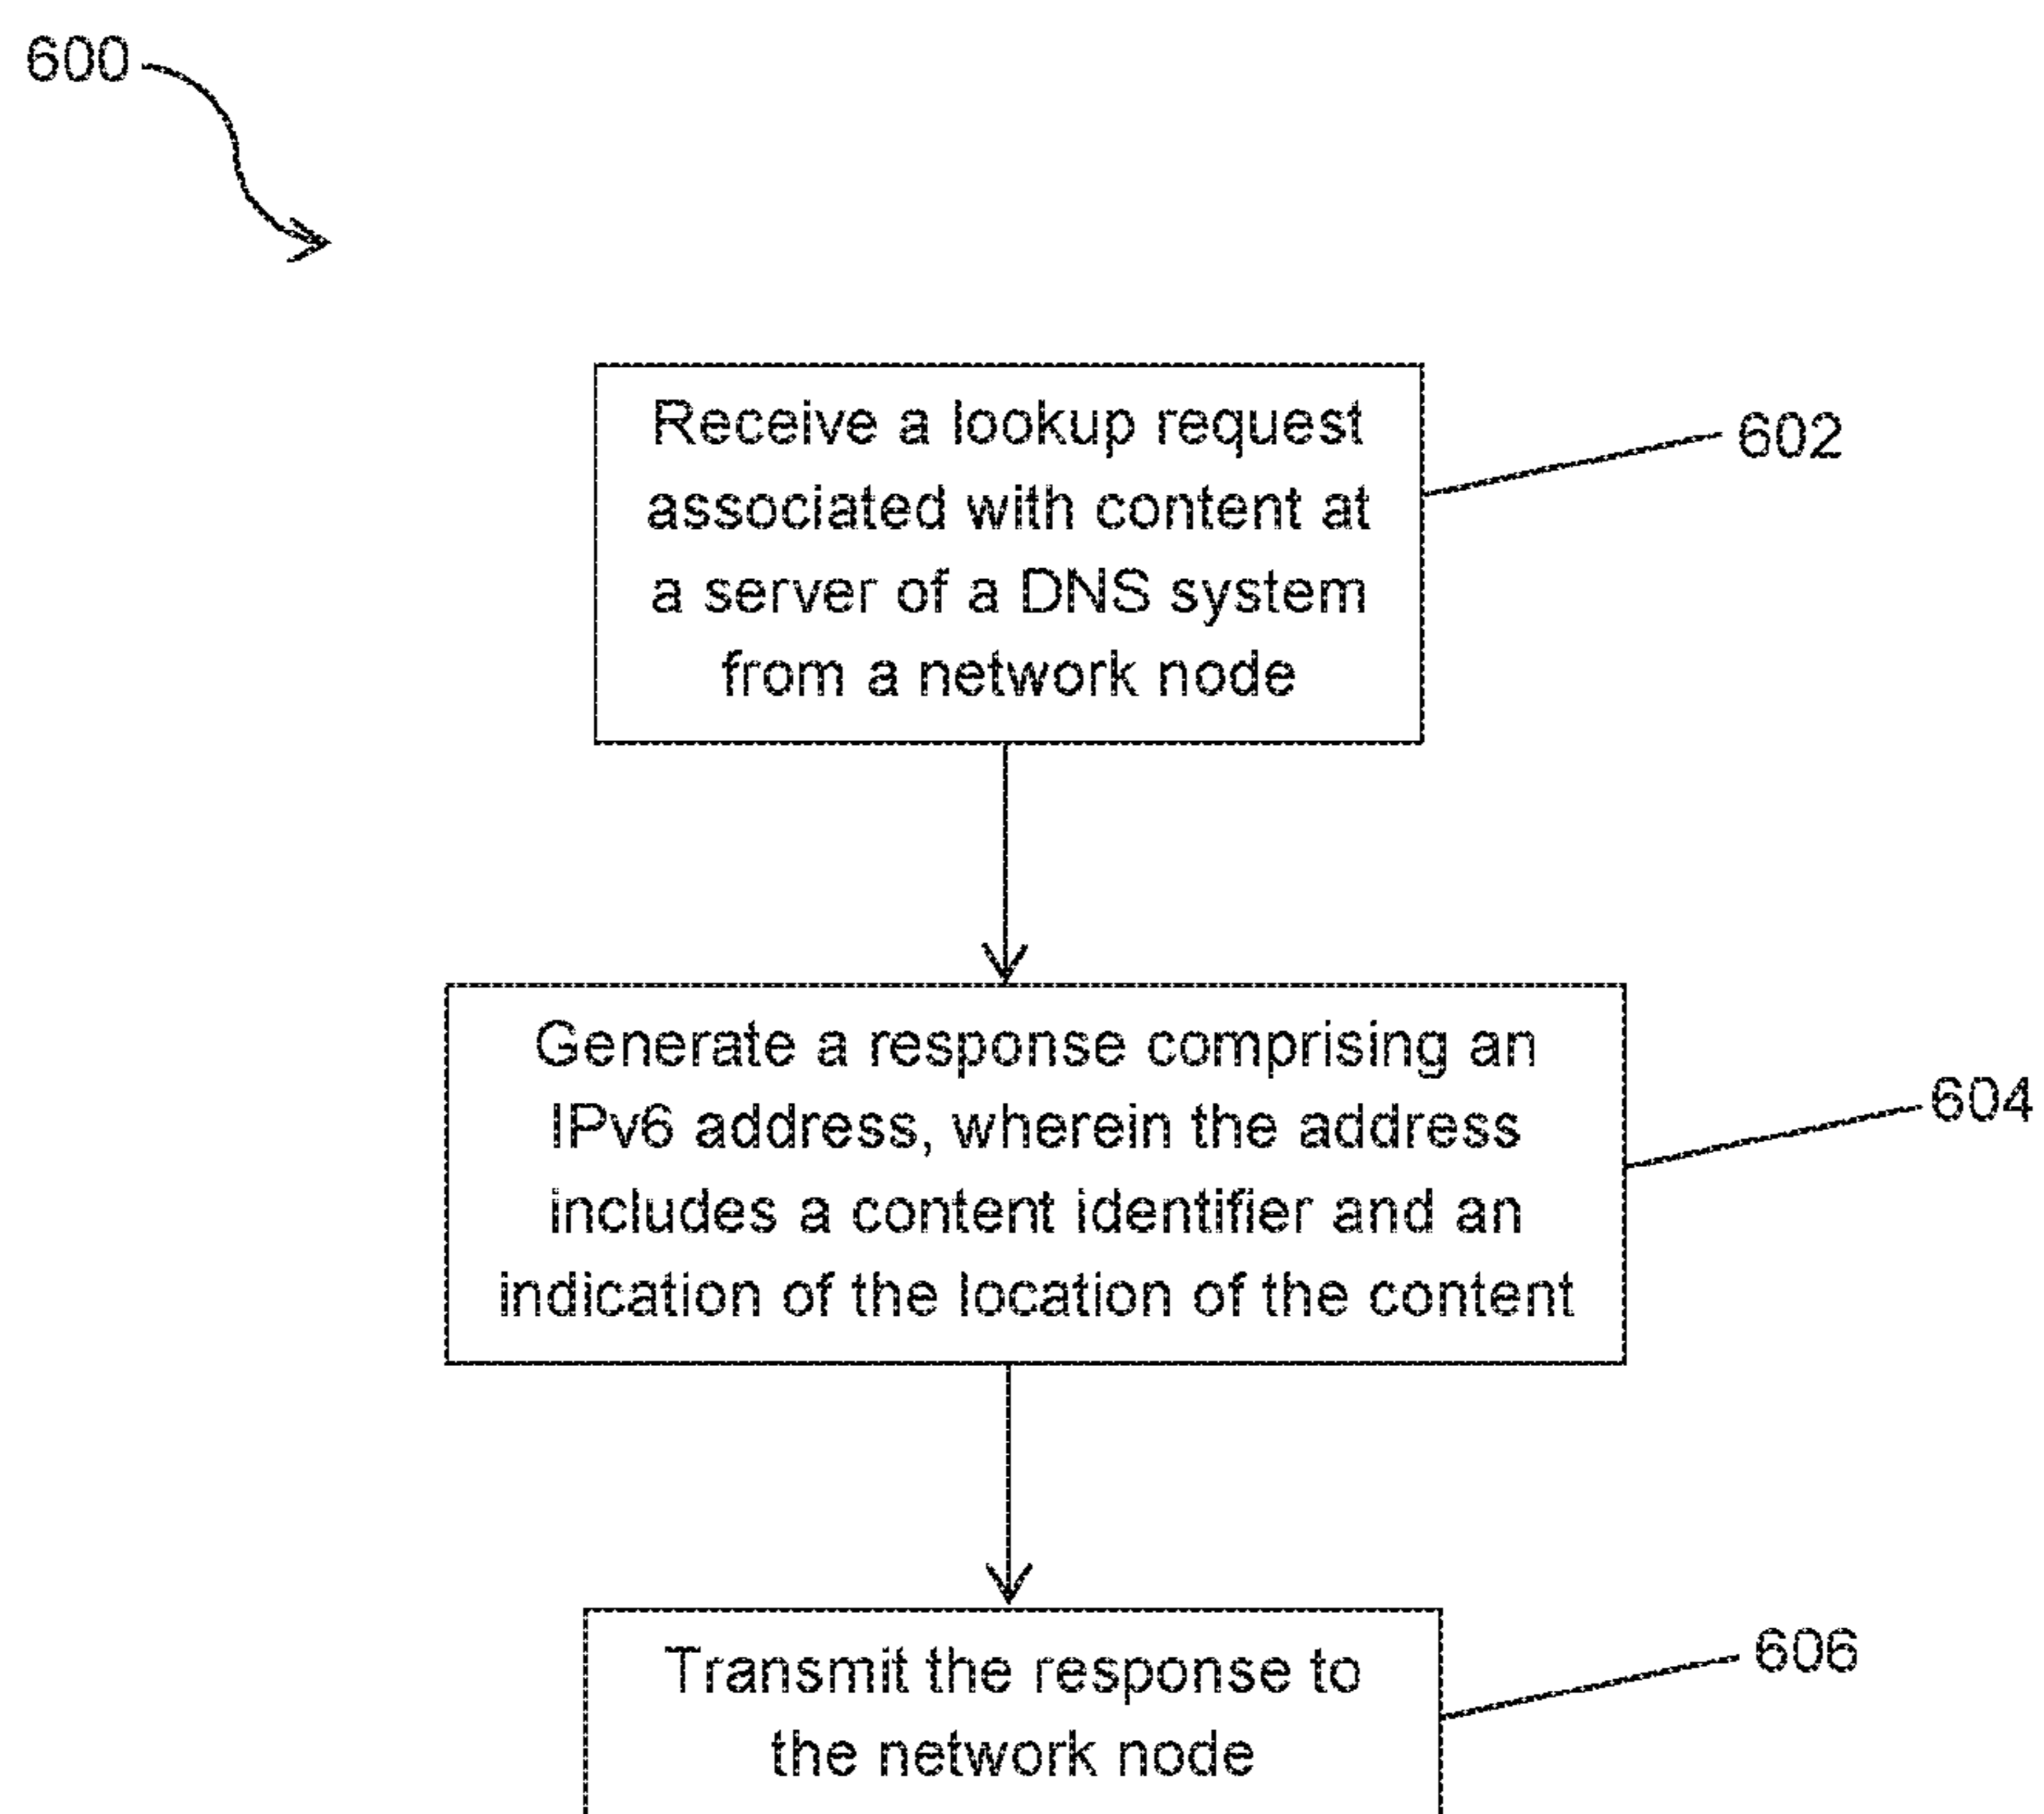 600
Receive a lookup request
associated with content at
a server of a DNS system
from a network node
602
Generate a response comprising an
IPv6 address, wherein the address
includes a content identifier and an
indication of the location of the content
604
Transmit the response to
the network node
606